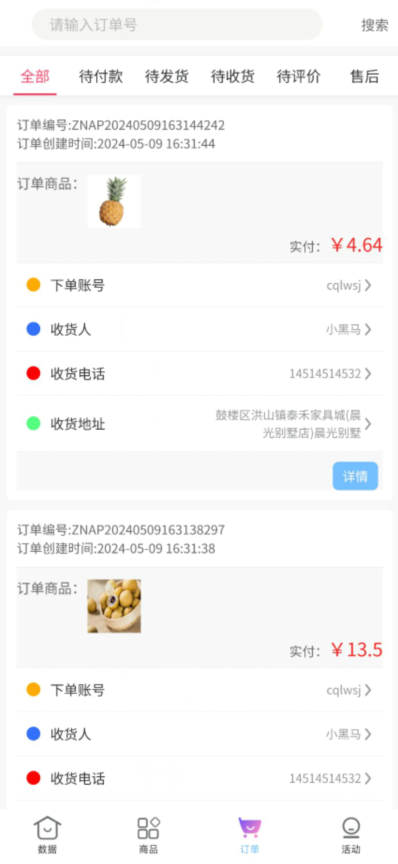 请输入订单号
搜索
全部 待付款 待发货 待收货 待评价 售后
订单编号:ZNAP20240509163144242
订单创建时间:2024-05-09 16:31:44
订单商品：
实付：￥4.64
下单账号 cqlwsj
收货人 小黑马
收货电话 14514514532
收货地址 鼓楼区洪山镇泰禾家具城(晨
光别墅店)晨光别墅
详情
订单编号:ZNAP20240509163138297
订单创建时间:2024-05-09 16:31:38
订单商品：
实付：￥13.5
下单账号 cqlwsj
收货人 小黑马
收货电话 14514514532
数据 商品 订单 活动